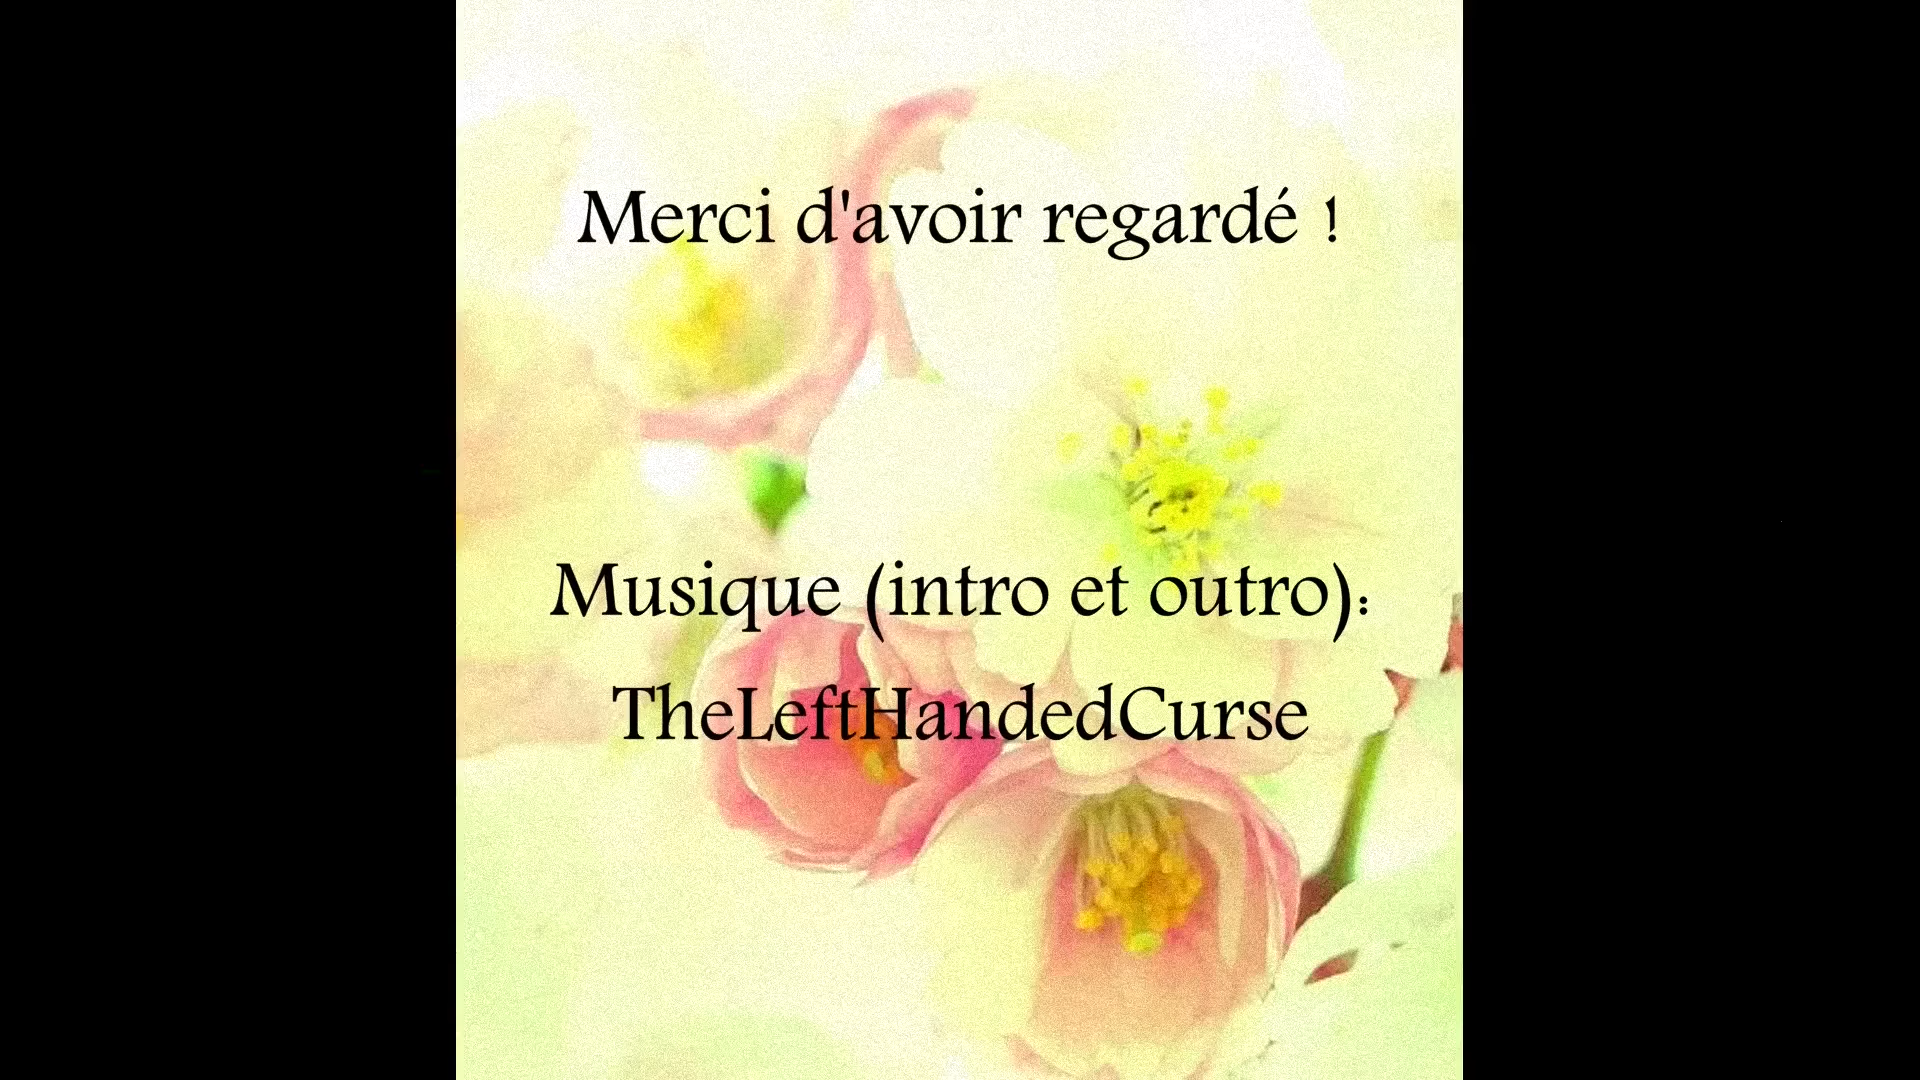 Merci d'avoir regardé !
Musique (intro et outro):
TheLeftHandedCurse